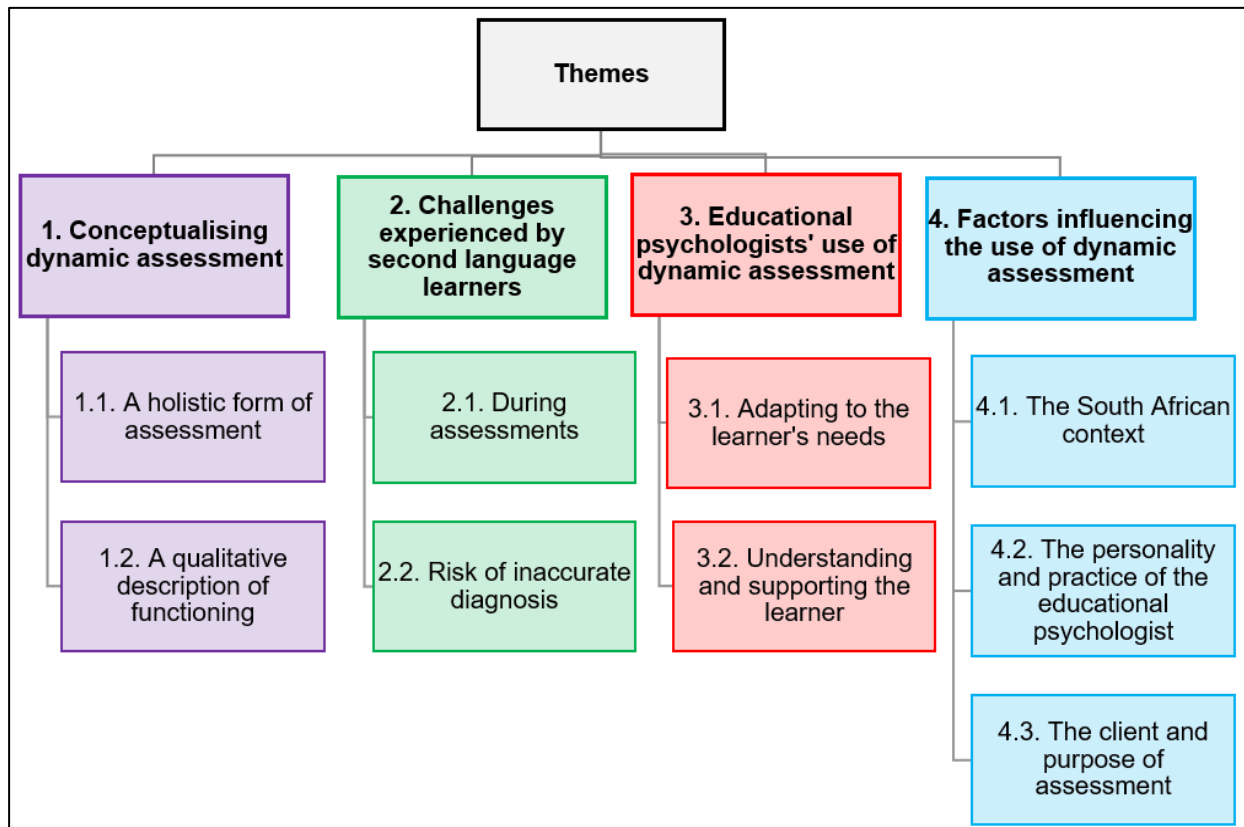 Themes
1. Conceptualising
dynamic assessment
2. Challenges
experienced by
second language
learners
3. Educational
psychologists' use of
dynamic assessment
4. Factors influencing
the use of dynamic
assessment
1.1. A holistic form of
assessment
2.1. During
assessments
3.1. Adapting to the
learner's needs
4.1. The South African
context
1.2. A qualitative
description of
functioning
2.2. Risk of inaccurate
diagnosis
3.2. Understanding
and supporting the
learner
4.2. The personality
and practice of the
educational
psychologist
4.3. The client and
purpose of
assessment